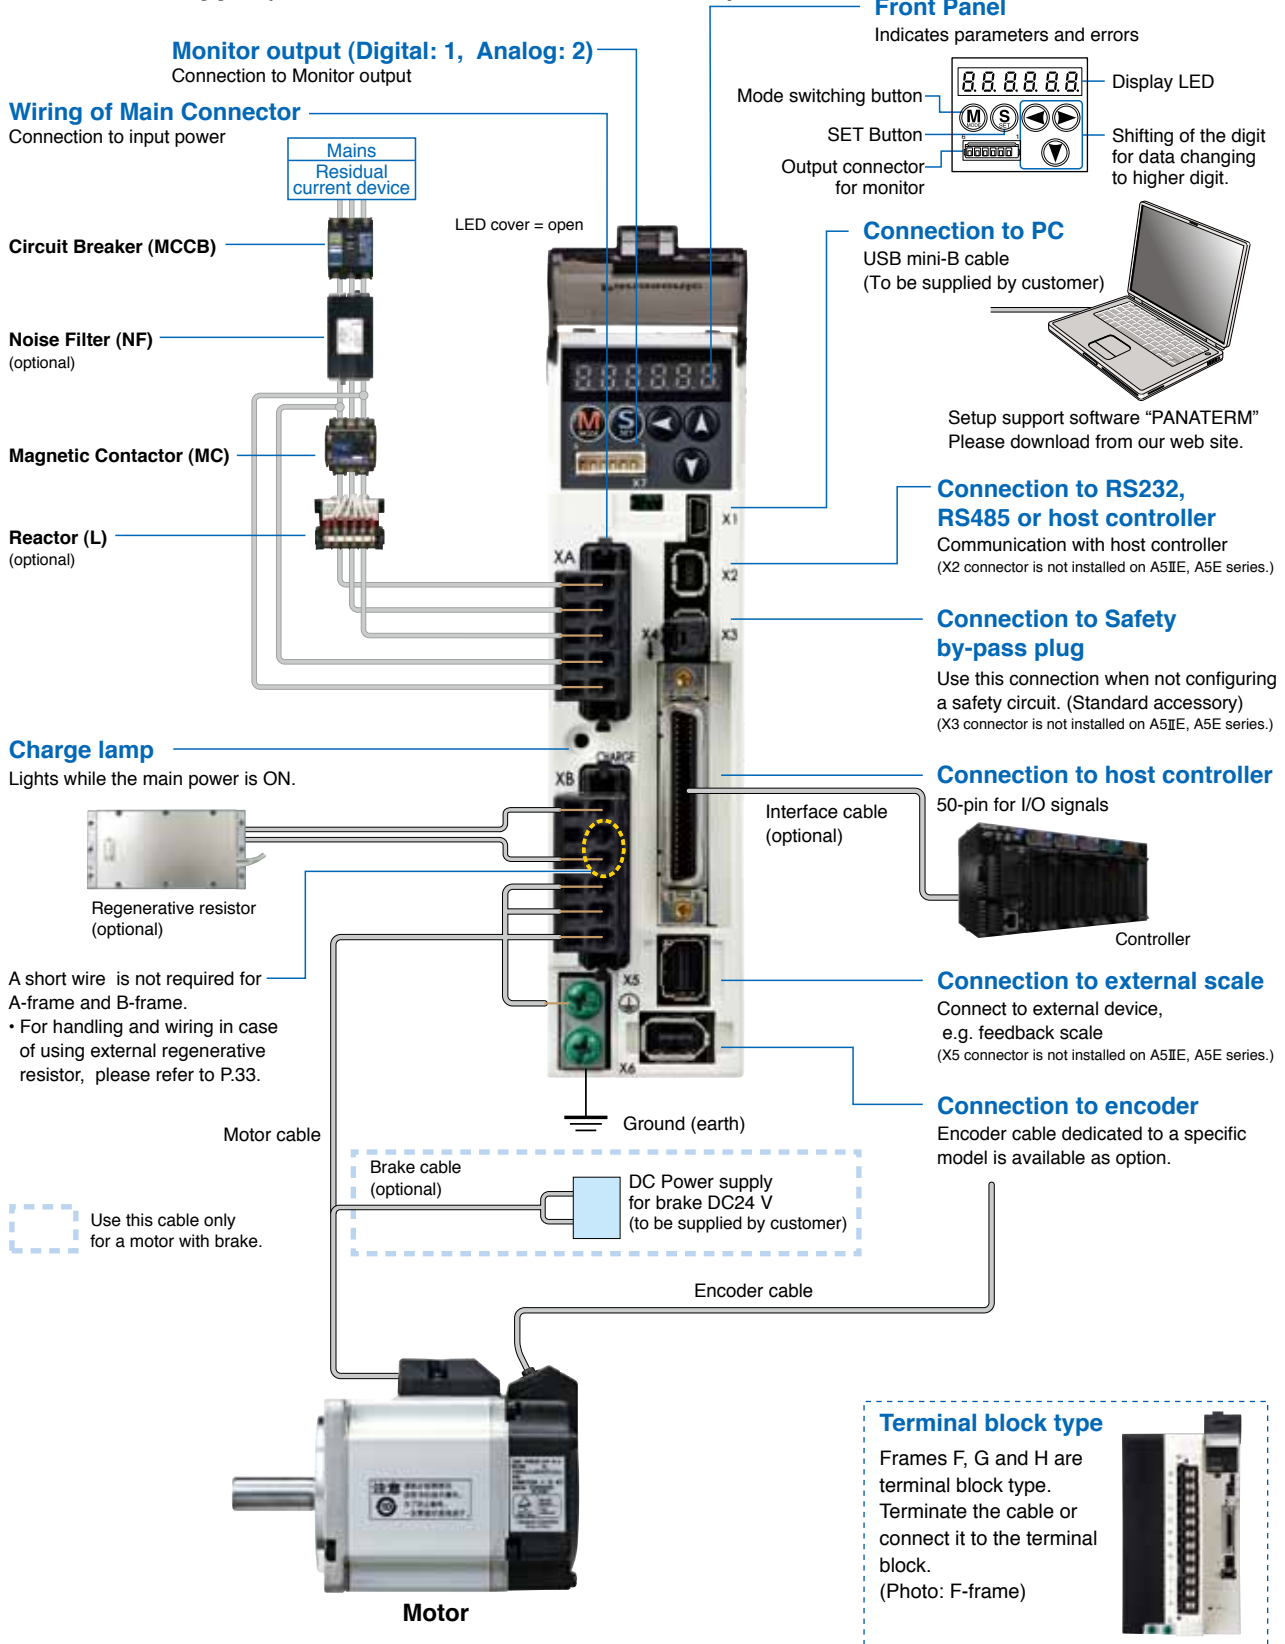 Front Panel
Indicates parameters and errors
Monitor output (Digital: 1, Analog: 2)
Connection to Monitor output
Wiring of Main Connector
Connection to input power
Mains
Residual
current device
Display LED
Mode switching button
M
MODE
S
SET
SET Button
6
1
Output connector
for monitor
Shifting of the digit
for data changing
to higher digit.
LED cover = open
Circuit Breaker (MCCB)
Noise Filter (NF)
(optional)
Magnetic Contactor (MC)
Reactor (L)
(optional)
Panasonic
M
MODE
S
SET
X7
X1
XA
X2
X4
X3
CHARGE
XB
X5
X6
Connection to PC
USB mini-B cable
(To be supplied by customer)
Setup support software “PANATERM”
Please download from our web site.
Connection to RS232,
RS485 or host controller
Communication with host controller
(X2 connector is not installed on A5ⅡE, A5E series.)
Connection to Safety
by-pass plug
Use this connection when not configuring
a safety circuit. (Standard accessory)
(X3 connector is not installed on A5ⅡE, A5E series.)
Charge lamp
Lights while the main power is ON.
Connection to host controller
50-pin for I/O signals
Interface cable
(optional)
Controller
Regenerative resistor
(optional)
A short wire is not required for
A-frame and B-frame.
• For handling and wiring in case
of using external regenerative
resistor, please refer to P.33.
Connection to external scale
Connect to external device,
e.g. feedback scale
(X5 connector is not installed on A5ⅡE, A5E series.)
Connection to encoder
Encoder cable dedicated to a specific
model is available as option.
Ground (earth)
Motor cable
Brake cable
(optional)
DC Power supply
for brake DC24 V
(to be supplied by customer)
Use this cable only
for a motor with brake.
Encoder cable
注意
Motor
Terminal block type
Frames F, G and H are
terminal block type.
Terminate the cable or
connect it to the terminal
block.
(Photo: F-frame)